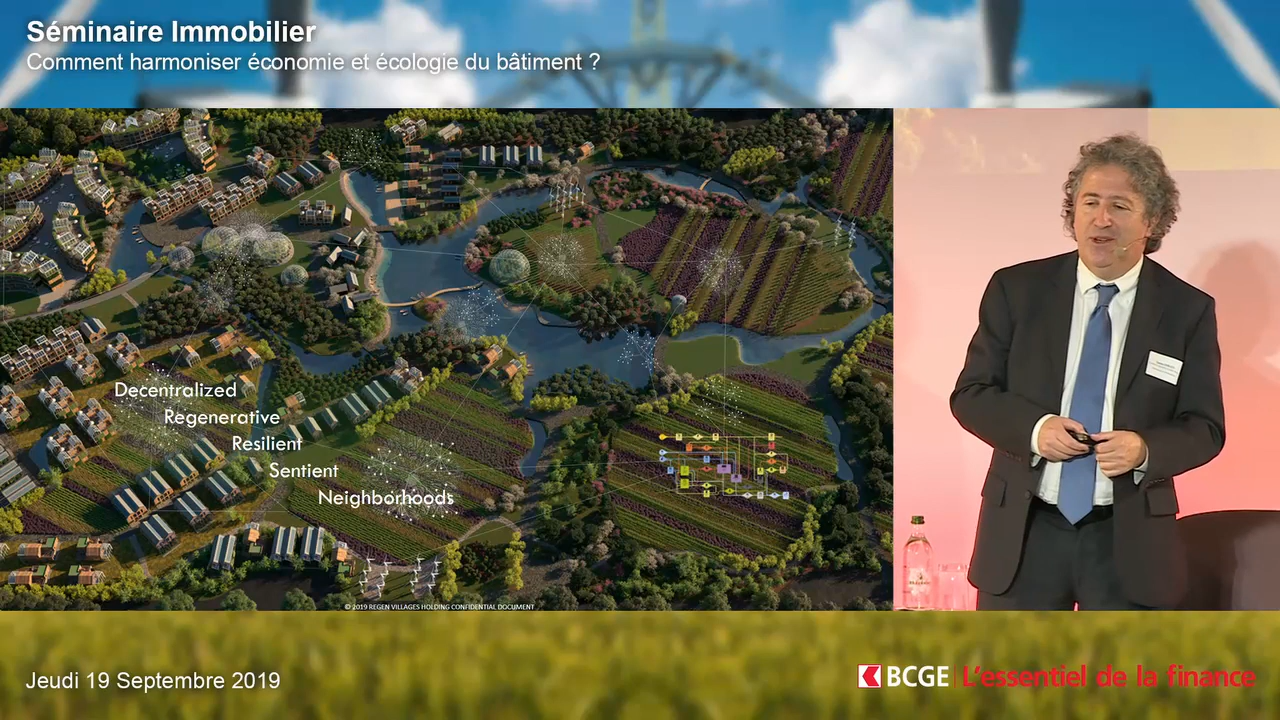 Séminaire Immobilier
Comment harmoniser économie et écologie du bâtiment ?
Decentralized
Regenerative
Resilient
Sentient
Neighborhoods
© 2019 REGEN VILLAGES HOLDING CONFIDENTIAL DOCUMENT
Jeudi 19 Septembre 2019
BCGE L'essentiel de la finance